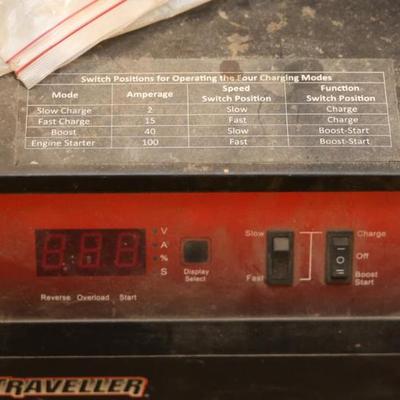 Switch Positions for Operating the Four Charging Modes
Mode Amperage Speed Switch Position Function Switch Position
Slow Charge 2 Slow Charge
Fast Charge 15 Fast Charge
Boost 40 Slow Boost-Start
Engine Starter 100 Fast Boost-Start
888
V
A
%
S
Display
Select
Reverse Overload Start
Slow
Fast
Charge
Off
Boost
Start
TRAVELLER